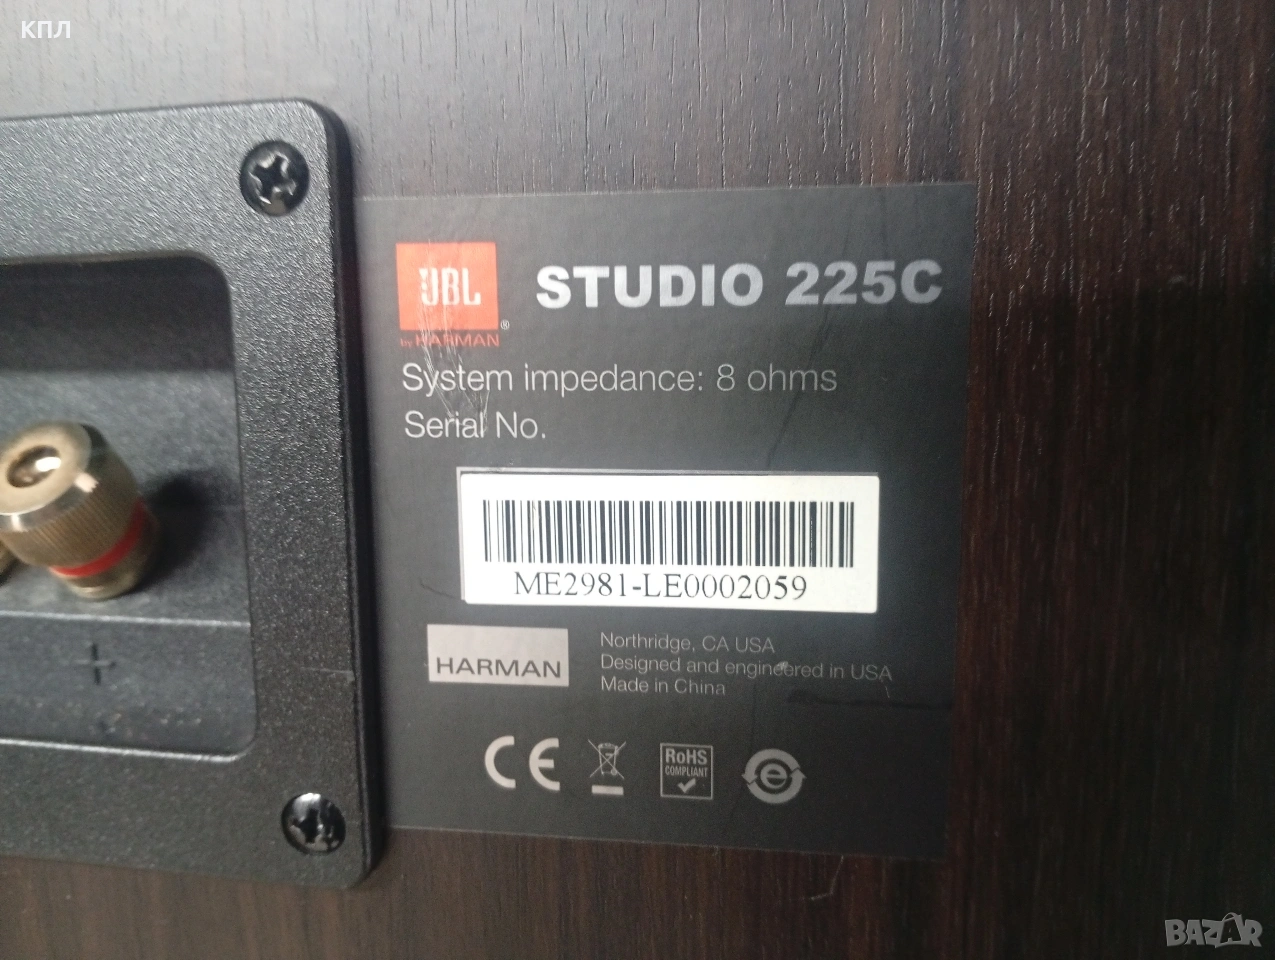 КПЛ
JBL
®
by HARMAN
STUDIO 225C
System impedance: 8 ohms
Serial No.
ME2981-LE0002059
HARMAN
Northridge, CA USA
Designed and engineered in USA
Made in China
+
CE
RoHS
COMPLIANT
e
BAZAR